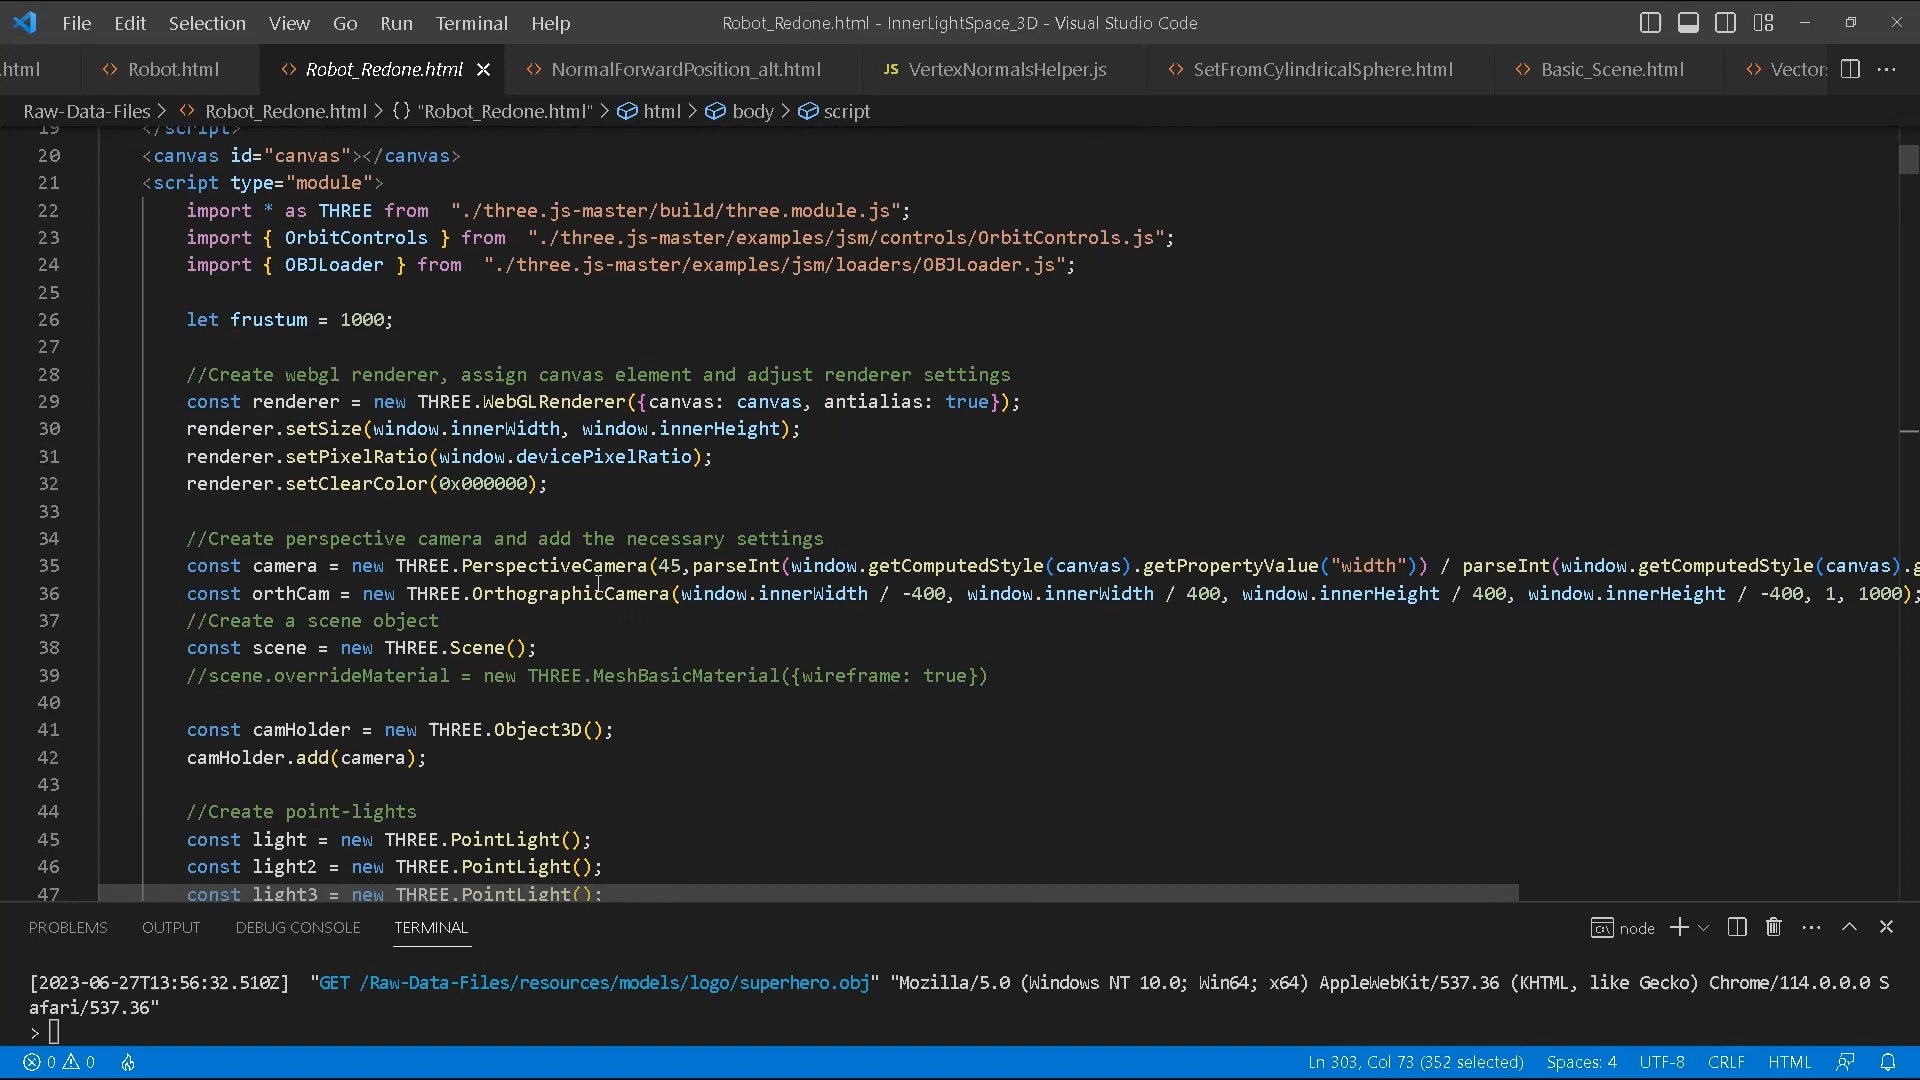 File Edit Selection View Go Run Terminal Help Robot_Redone.html - InnerLightSpace_3D - Visual Studio Code
.html Robot.html Robot_Redone.html NormalForwardPosition_alt.html JS VertexNormalsHelper.js SetFromCylindricalSphere.html Basic_Scene.html Vector
Raw-Data-Files > Robot_Redone.html > {} "Robot_Redone.html" > html > body > script
19 </script>
20 <canvas id="canvas"></canvas>
21 <script type="module">
22 import * as THREE from "./three.js-master/build/three.module.js";
23 import { OrbitControls } from "./three.js-master/examples/jsm/controls/OrbitControls.js";
24 import { OBJLoader } from "./three.js-master/examples/jsm/loaders/OBJLoader.js";
25
26 let frustum = 1000;
27
28 //Create webgl renderer, assign canvas element and adjust renderer settings
29 const renderer = new THREE.WebGLRenderer({canvas: canvas, antialias: true});
30 renderer.setSize(window.innerWidth, window.innerHeight);
31 renderer.setPixelRatio(window.devicePixelRatio);
32 renderer.setClearColor(0x000000);
33
34 //Create perspective camera and add the necessary settings
35 const camera = new THREE.PerspectiveCamera(45,parseInt(window.getComputedStyle(canvas).getPropertyValue("width")) / parseInt(window.getComputedStyle(canvas).g
36 const orthCam = new THREE.OrthographicCamera(window.innerWidth / -400, window.innerWidth / 400, window.innerHeight / 400, window.innerHeight / -400, 1, 1000);
37 //Create a scene object
38 const scene = new THREE.Scene();
39 //scene.overrideMaterial = new THREE.MeshBasicMaterial({wireframe: true})
40
41 const camHolder = new THREE.Object3D();
42 camHolder.add(camera);
43
44 //Create point-lights
45 const light = new THREE.PointLight();
46 const light2 = new THREE.PointLight();
47 const light3 = new THREE.PointLight();
PROBLEMS OUTPUT DEBUG CONSOLE TERMINAL node
[2023-06-27T13:56:32.510Z] "GET /Raw-Data-Files/resources/models/logo/superhero.obj" "Mozilla/5.0 (Windows NT 10.0; Win64; x64) AppleWebKit/537.36 (KHTML, like Gecko) Chrome/114.0.0.0 S
afari/537.36"
>
0 0 Ln 303, Col 73 (352 selected) Spaces: 4 UTF-8 CRLF HTML